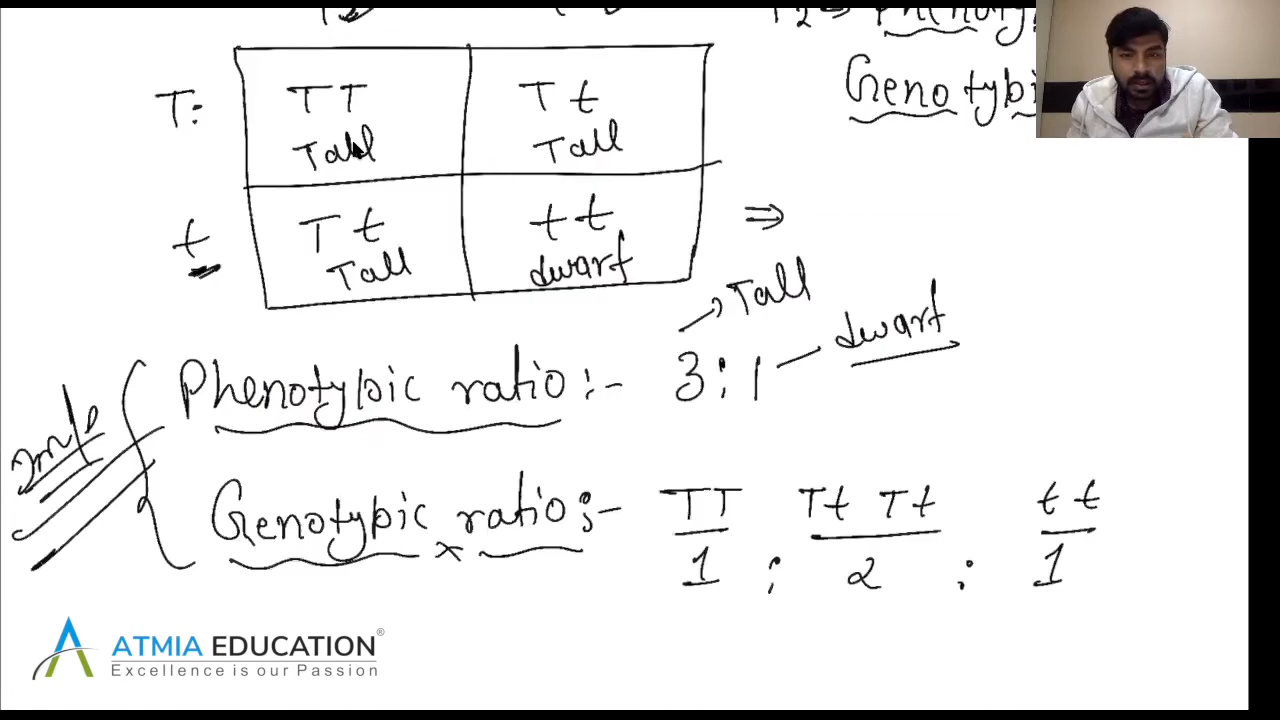 Genotypi
T:
TT
Tall
Tt
Tall
t
Tt
Tall
tt
dwarf
⇒
Tall
dwarf
Phenotypic ratio :- 3:1
Genotypic ratio :- TT Tt Tt tt
1 : 2 : 1
ATMIA EDUCATION®
Excellence is our Passion